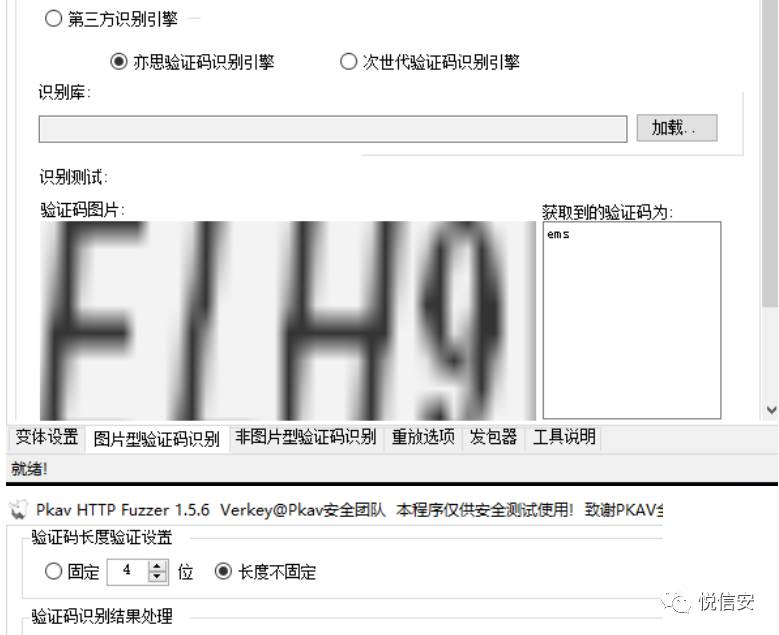 第三方识别引擎
亦思验证码识别引擎 次世代验证码识别引擎
识别库:
加载..
识别测试:
验证码图片: 获取到的验证码为:
ems
变体设置 图片型验证码识别 非图片型验证码识别 重放选项 发包器 工具说明
就绪!
Pkav HTTP Fuzzer 1.5.6 Verkey@Pkav安全团队 本程序仅供安全测试使用! 致谢PKAV
验证码长度验证设置
固定 4 位 长度不固定
悦信安
验证码识别结果处理